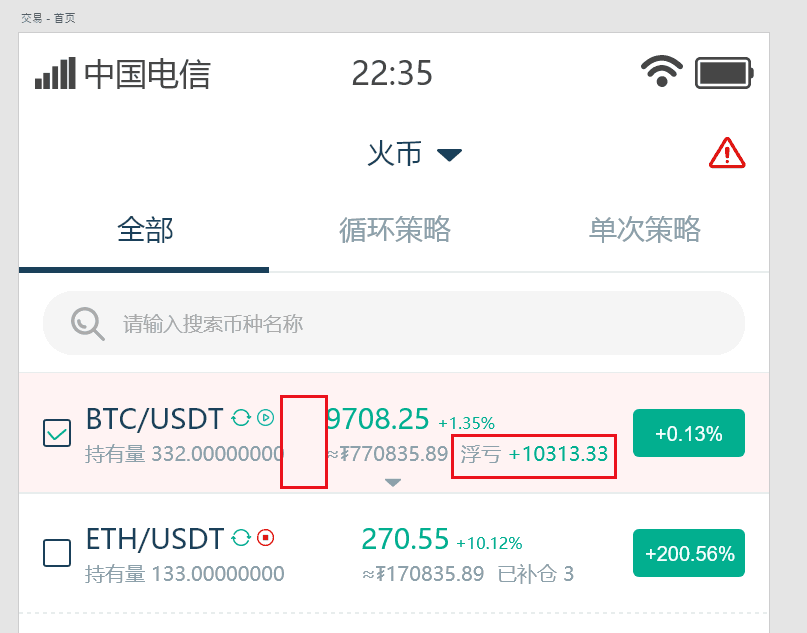 交易 - 首页
中国电信 22:35
火币
全部 循环策略 单次策略
请输入搜索币种名称
BTC/USDT 9708.25 +1.35% +0.13%
持有量 332.00000000 ≈₮770835.89 浮亏 +10313.33
ETH/USDT 270.55 +10.12% +200.56%
持有量 133.00000000 ≈₮170835.89 已补仓 3